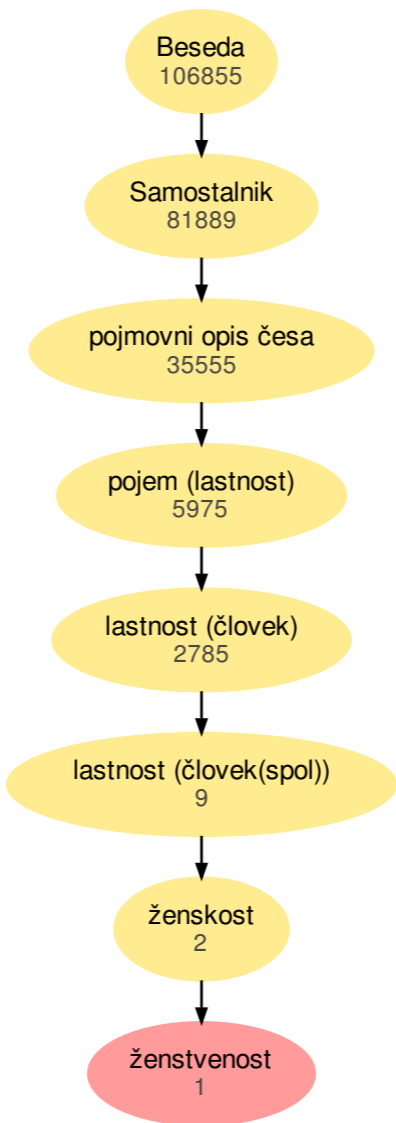 Beseda
106855
Samostalnik
81889
pojmovni opis česa
35555
pojem (lastnost)
5975
lastnost (človek)
2785
lastnost (človek(spol))
9
ženskost
2
ženstvenost
1